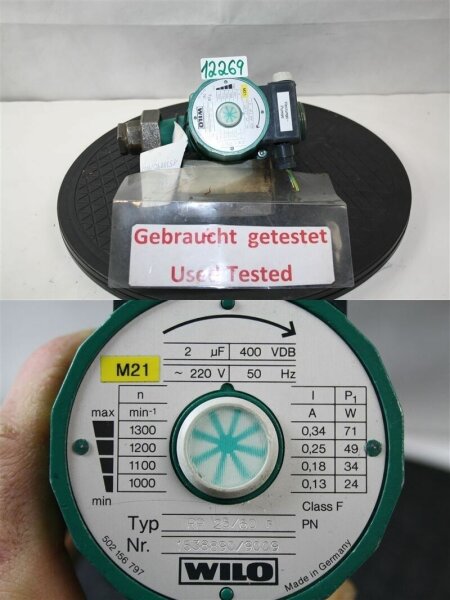 12269
M21
WILO
Gebraucht getestet
Used Tested
2 µF 400 VDB
~ 220 V 50 Hz
M21
n I P1
max min-1 A W
1300 0,34 71
1200 0,25 49
1100 0,18 34
min 1000 0,13 24
Class F
Typ PN
Nr.
502 156 797
WILO
Made in Germany